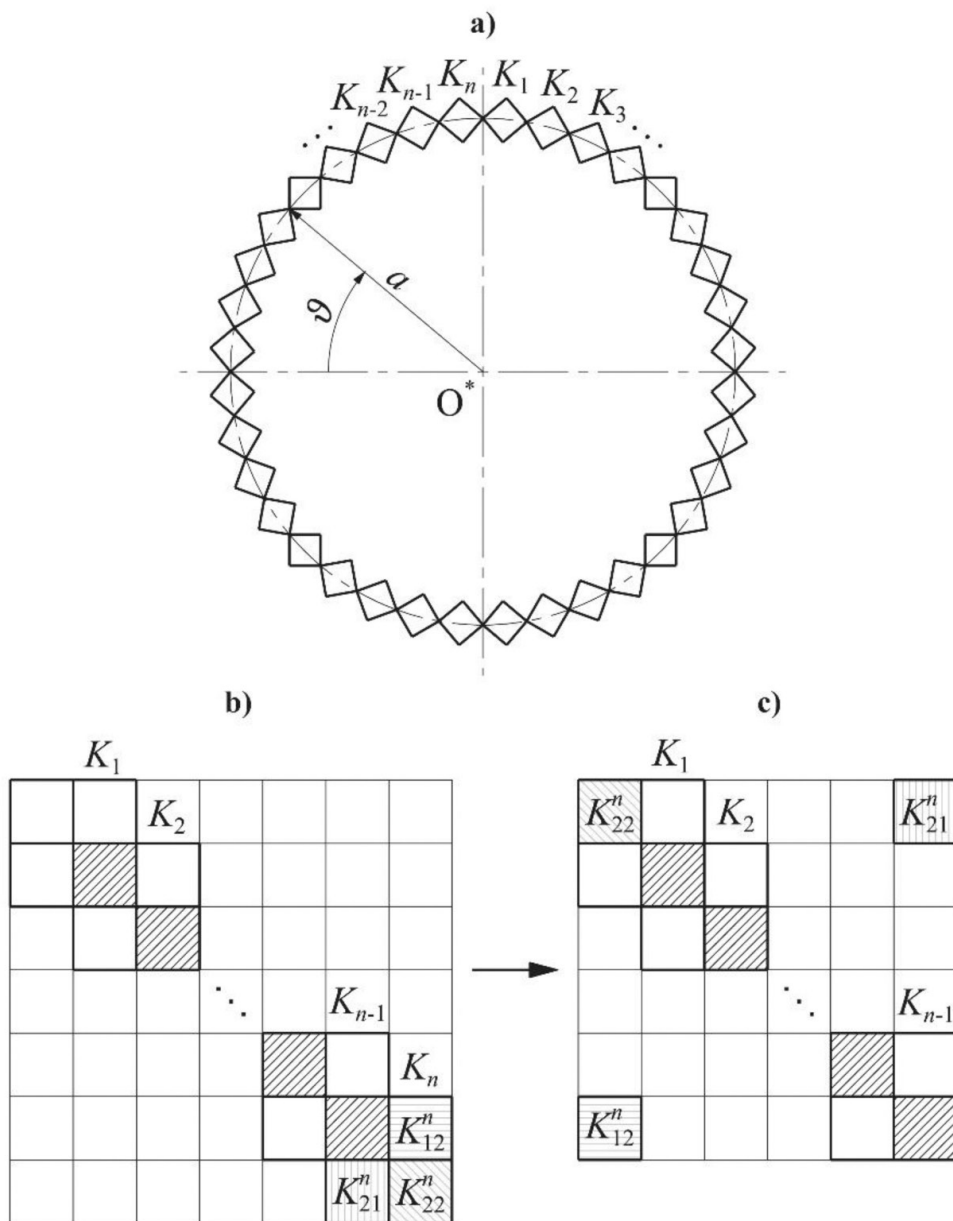 a)
K_{n-2} K_{n-1} K_n K_1 K_2 K_3
ϑ a
O*
b) c)
K_1 K_1
K_2 K^n_{22} K_2 K^n_{21}
K_{n-1} K_{n-1}
K_n
K^n_{12} K^n_{12}
K^n_{21} K^n_{22}